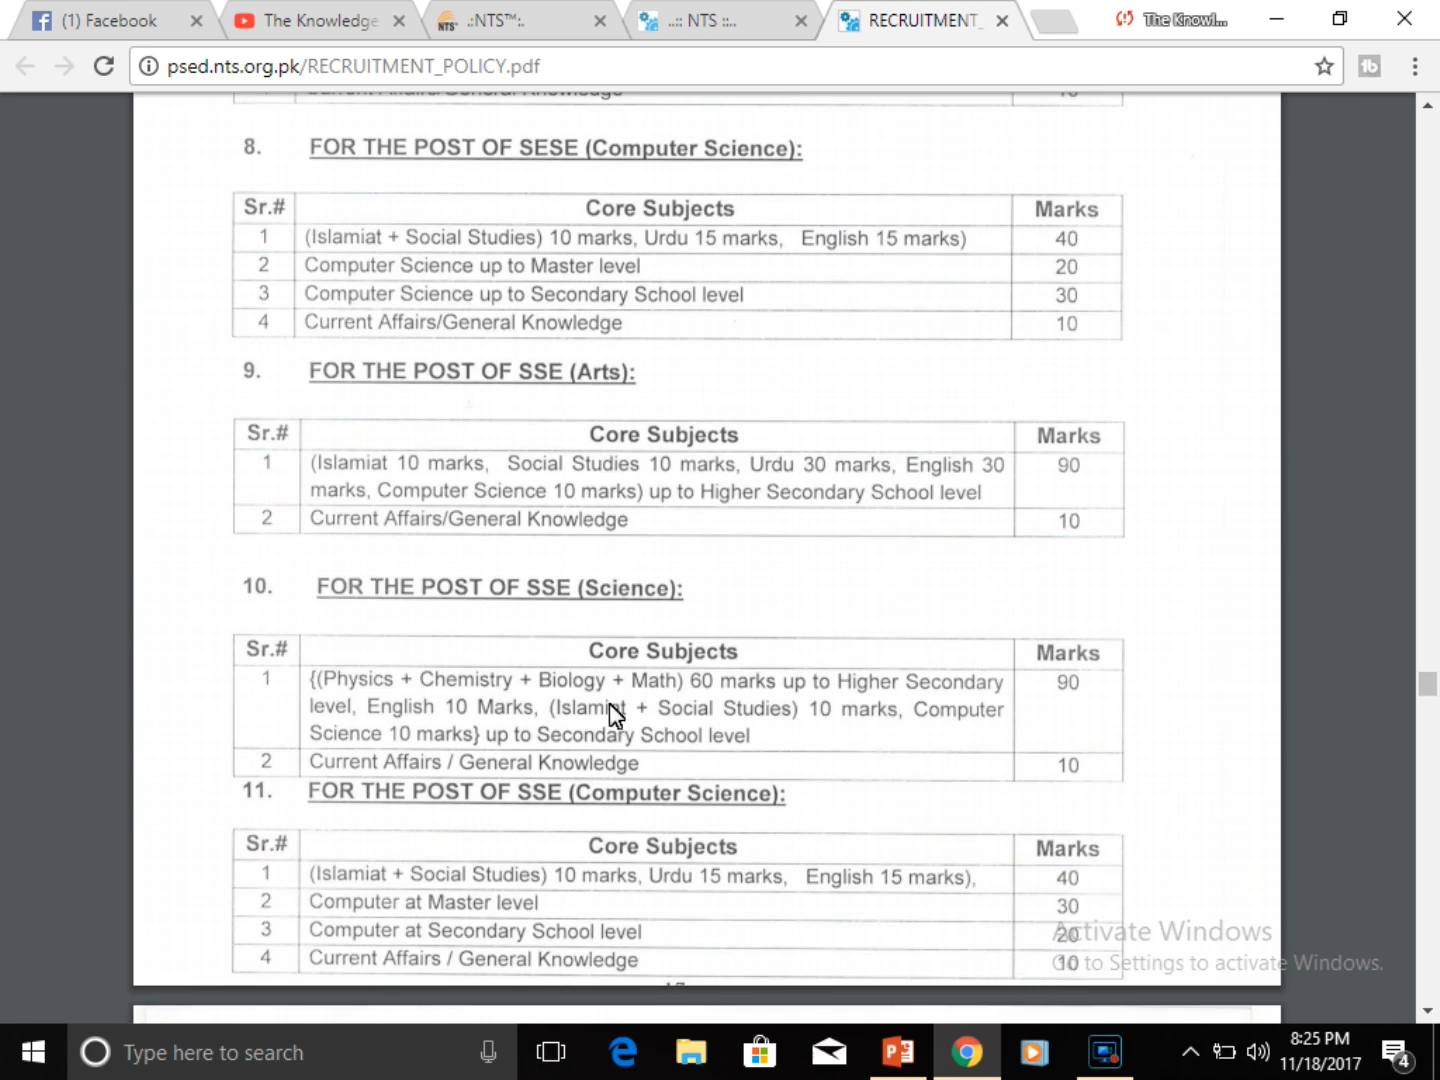 (1) Facebook
The Knowledge
.:NTS™:.
..:: NTS ::..
RECRUITMENT_
The Knowl...
psed.nts.org.pk/RECRUITMENT_POLICY.pdf
8. FOR THE POST OF SESE (Computer Science):
Sr.# Core Subjects Marks
1 (Islamiat + Social Studies) 10 marks, Urdu 15 marks, English 15 marks) 40
2 Computer Science up to Master level 20
3 Computer Science up to Secondary School level 30
4 Current Affairs/General Knowledge 10
9. FOR THE POST OF SSE (Arts):
Sr.# Core Subjects Marks
1 (Islamiat 10 marks, Social Studies 10 marks, Urdu 30 marks, English 30 90
marks, Computer Science 10 marks) up to Higher Secondary School level
2 Current Affairs/General Knowledge 10
10. FOR THE POST OF SSE (Science):
Sr.# Core Subjects Marks
1 {(Physics + Chemistry + Biology + Math) 60 marks up to Higher Secondary 90
level, English 10 Marks, (Islamiat + Social Studies) 10 marks, Computer
Science 10 marks} up to Secondary School level
2 Current Affairs / General Knowledge 10
11. FOR THE POST OF SSE (Computer Science):
Sr.# Core Subjects Marks
1 (Islamiat + Social Studies) 10 marks, Urdu 15 marks, English 15 marks), 40
2 Computer at Master level 30
3 Computer at Secondary School level 20
4 Current Affairs / General Knowledge 10
Activate Windows
Go to Settings to activate Windows.
Type here to search
8:25 PM
11/18/2017
4